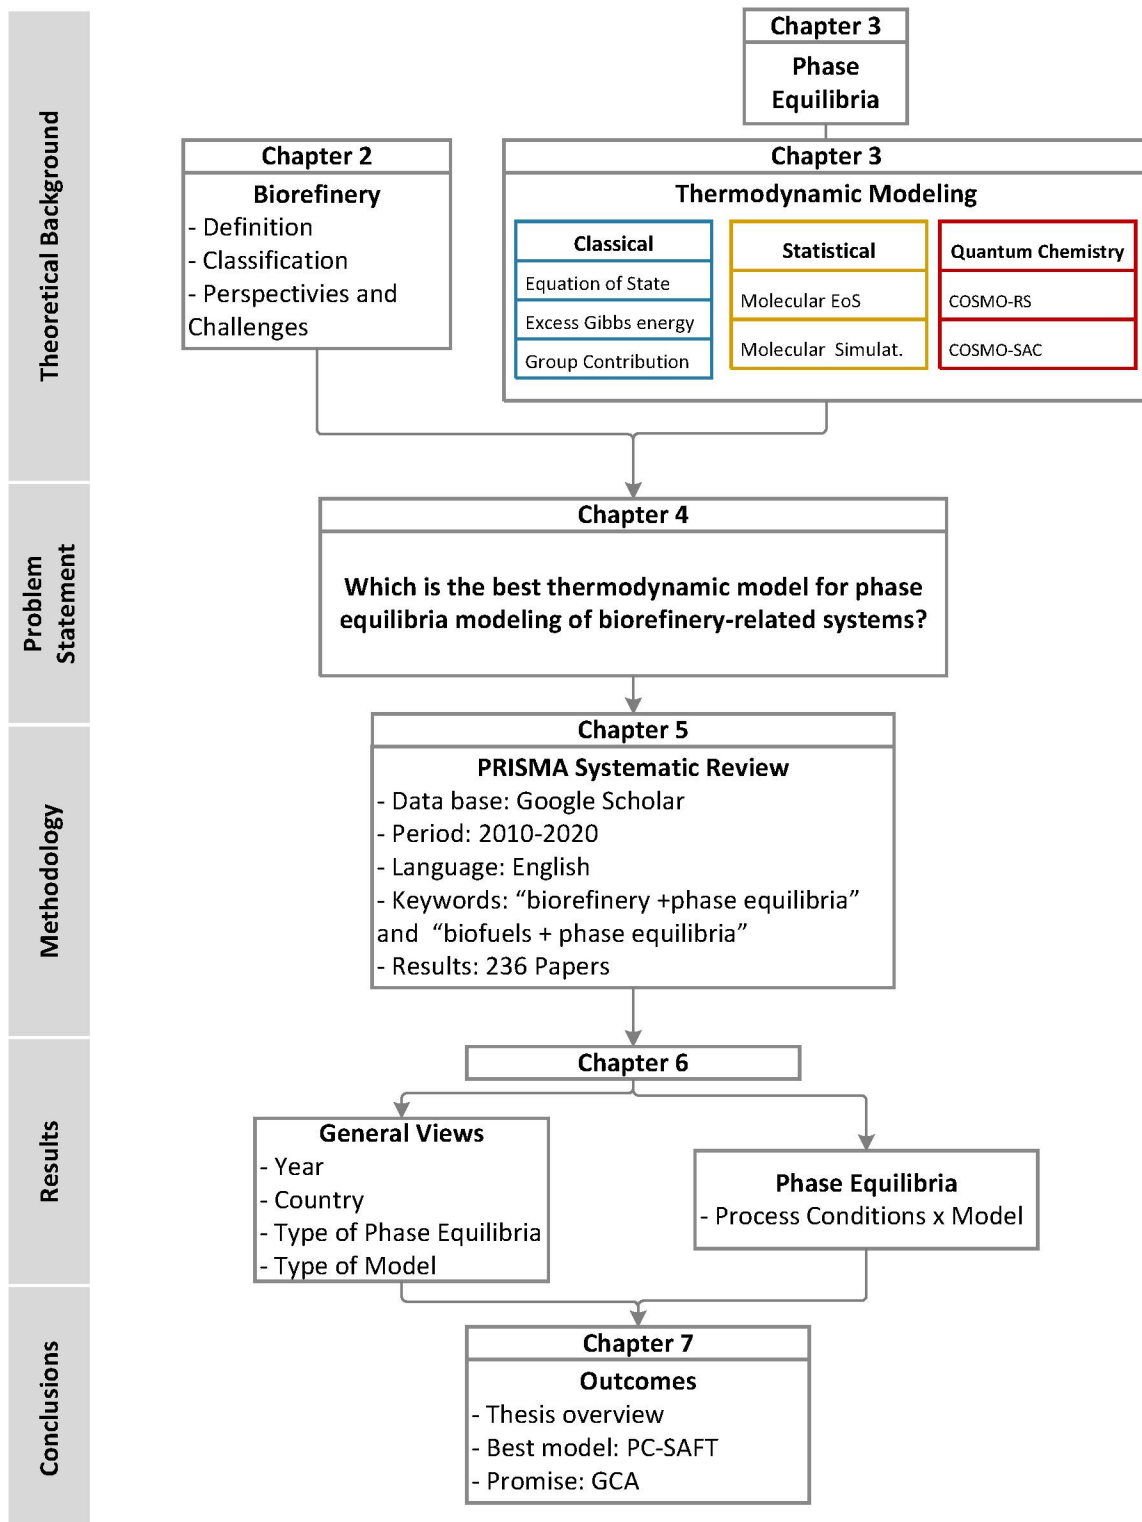 Theoretical Background
Chapter 3
Phase
Equilibria
Chapter 2
Biorefinery
- Definition
- Classification
- Perspectivies and
Challenges
Chapter 3
Thermodynamic Modeling
Classical
Equation of State
Excess Gibbs energy
Group Contribution
Statistical
Molecular EoS
Molecular Simulat.
Quantum Chemistry
COSMO-RS
COSMO-SAC
Problem
Statement
Chapter 4
Which is the best thermodynamic model for phase
equilibria modeling of biorefinery-related systems?
Methodology
Chapter 5
PRISMA Systematic Review
- Data base: Google Scholar
- Period: 2010-2020
- Language: English
- Keywords: “biorefinery +phase equilibria”
and “biofuels + phase equilibria”
- Results: 236 Papers
Results
Chapter 6
General Views
- Year
- Country
- Type of Phase Equilibria
- Type of Model
Phase Equilibria
- Process Conditions x Model
Conclusions
Chapter 7
Outcomes
- Thesis overview
- Best model: PC-SAFT
- Promise: GCA